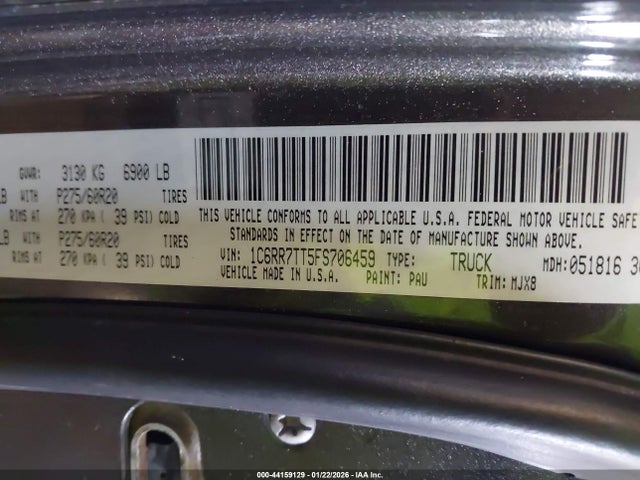 GVWR: 3130 KG 6900 LB
LB WITH P275/60R20 TIRES
RIMS AT 270 KPA ( 39 PSI) COLD
LB WITH P275/60R20 TIRES
RIMS AT 270 KPA ( 39 PSI) COLD
THIS VEHICLE CONFORMS TO ALL APPLICABLE U.S.A. FEDERAL MOTOR VEHICLE SAFE
STANDARDS IN EFFECT ON THE DATE OF MANUFACTURE SHOWN ABOVE.
VIN: 1C6RR7TT5FS706459 TYPE: TRUCK MDH:051816
VEHICLE MADE IN U.S.A. PAINT: PAU TRIM: MJX8
000-44159129 - 01/22/2026 - IAA Inc.